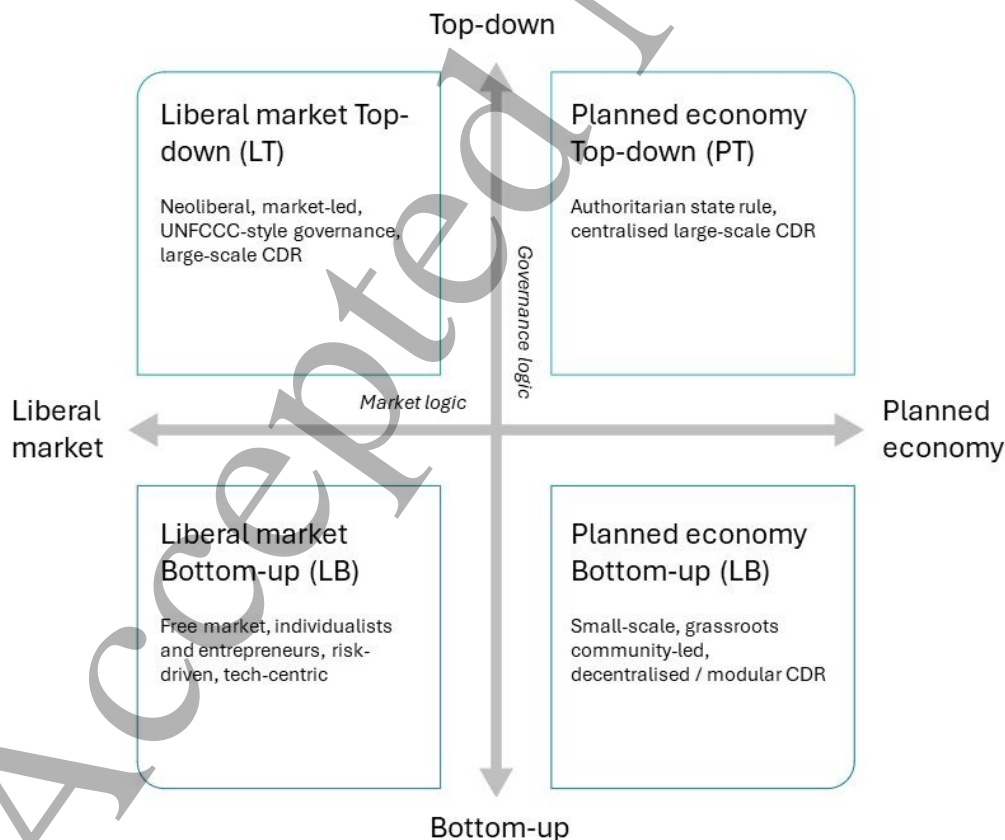 Top-down
Liberal market Top-
down (LT)
Neoliberal, market-led,
UNFCCC-style governance,
large-scale CDR
Planned economy
Top-down (PT)
Authoritarian state rule,
centralised large-scale CDR
Governance logic
Market logic
Liberal
market
Planned
economy
Liberal market
Bottom-up (LB)
Free market, individualists
and entrepreneurs, risk-
driven, tech-centric
Planned economy
Bottom-up (LB)
Small-scale, grassroots
community-led,
decentralised / modular CDR
Bottom-up
Accepted